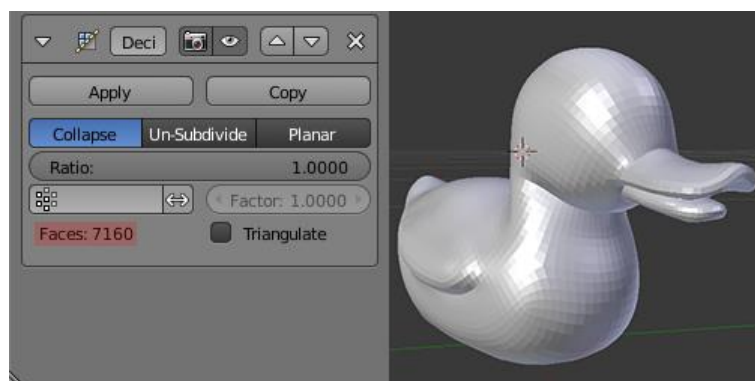 Deci
Apply Copy
Collapse Un-Subdivide Planar
Ratio: 1.0000
Factor: 1.0000
Faces: 7160 Triangulate